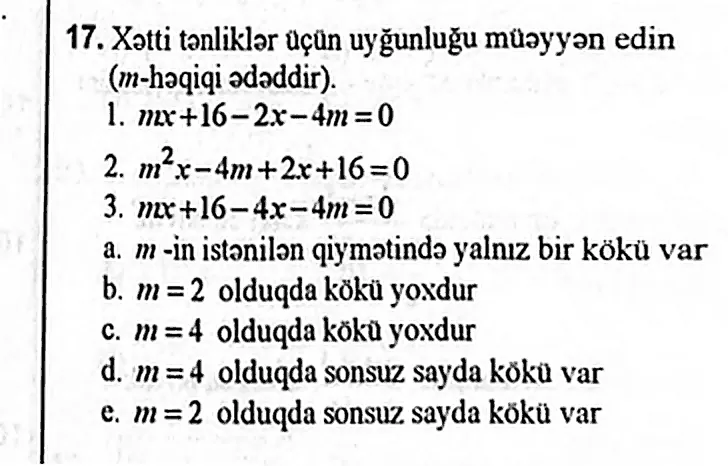 17. Xətti tənliklər üçün uyğunluğu müəyyən edin
(m-həqiqi ədəddir).
1. mx+16−2x−4m=0
2. m²x−4m+2x+16=0
3. mx+16−4x−4m=0
a. m -in istənilən qiymətində yalnız bir kökü var
b. m=2 olduqda kökü yoxdur
c. m=4 olduqda kökü yoxdur
d. m=4 olduqda sonsuz sayda kökü var
e. m=2 olduqda sonsuz sayda kökü var